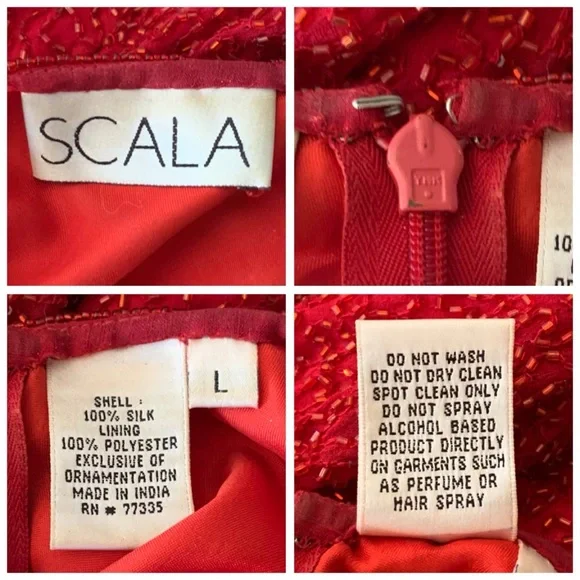 SCALA
YKK
10
SHELL :
100% SILK
LINING
100% POLYESTER
EXCLUSIVE OF
ORNAMENTATION
MADE IN INDIA
RN # 77335
L
DO NOT WASH
DO NOT DRY CLEAN
SPOT CLEAN ONLY
DO NOT SPRAY
ALCOHOL BASED
PRODUCT DIRECTLY
ON GARMENTS SUCH
AS PERFUME OR
HAIR SPRAY